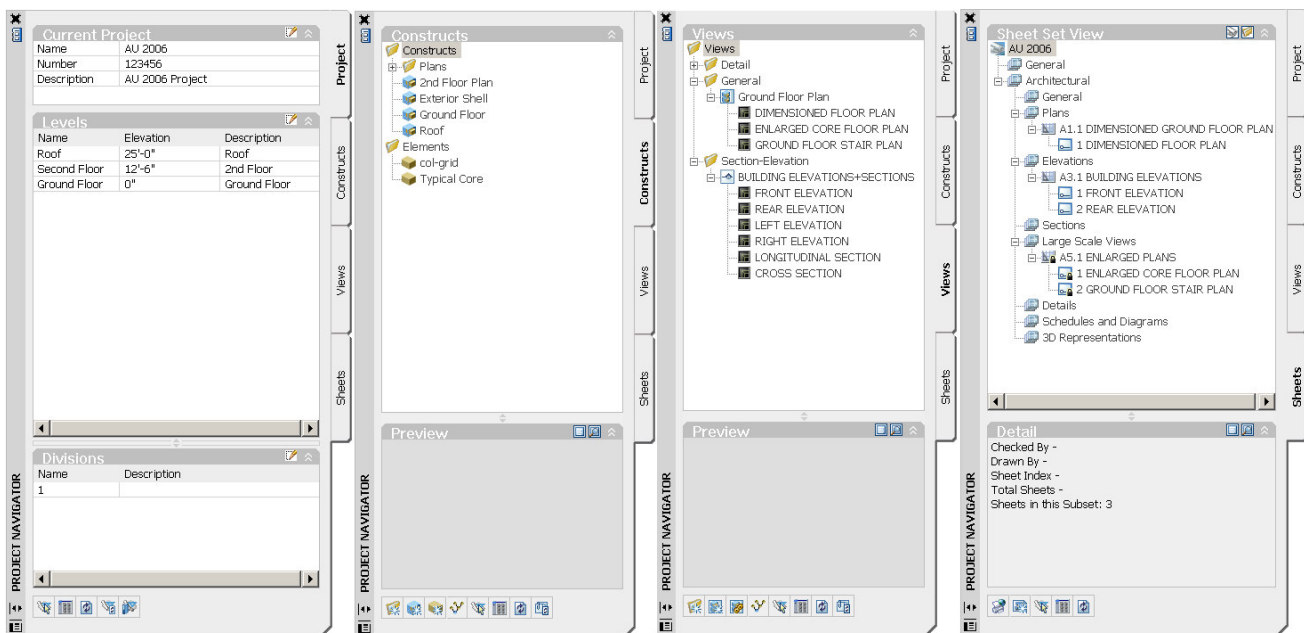 Current Project
Name AU 2006
Number 123456
Description AU 2006 Project
Levels
Name Elevation Description
Roof 25'-0" Roof
Second Floor 12'-6" 2nd Floor
Ground Floor 0" Ground Floor
Divisions
Name Description
1
Project
Constructs
Views
Sheets
PROJECT NAVIGATOR
Constructs
Constructs
Plans
2nd Floor Plan
Exterior Shell
Ground Floor
Roof
Elements
col-grid
Typical Core
Preview
Project
Constructs
Views
Sheets
PROJECT NAVIGATOR
Views
Views
Detail
General
Ground Floor Plan
DIMENSIONED FLOOR PLAN
ENLARGED CORE FLOOR PLAN
GROUND FLOOR STAIR PLAN
Section-Elevation
BUILDING ELEVATIONS+SECTIONS
FRONT ELEVATION
REAR ELEVATION
LEFT ELEVATION
RIGHT ELEVATION
LONGITUDINAL SECTION
CROSS SECTION
Preview
Project
Constructs
Views
Sheets
PROJECT NAVIGATOR
Sheet Set View
AU 2006
General
Architectural
General
Plans
A1.1 DIMENSIONED GROUND FLOOR PLAN
1 DIMENSIONED FLOOR PLAN
Elevations
A3.1 BUILDING ELEVATIONS
1 FRONT ELEVATION
2 REAR ELEVATION
Sections
Large Scale Views
A5.1 ENLARGED PLANS
1 ENLARGED CORE FLOOR PLAN
2 GROUND FLOOR STAIR PLAN
Details
Schedules and Diagrams
3D Representations
Detail
Checked By -
Drawn By -
Sheet Index -
Total Sheets -
Sheets in this Subset: 3
Project
Constructs
Views
Sheets
PROJECT NAVIGATOR